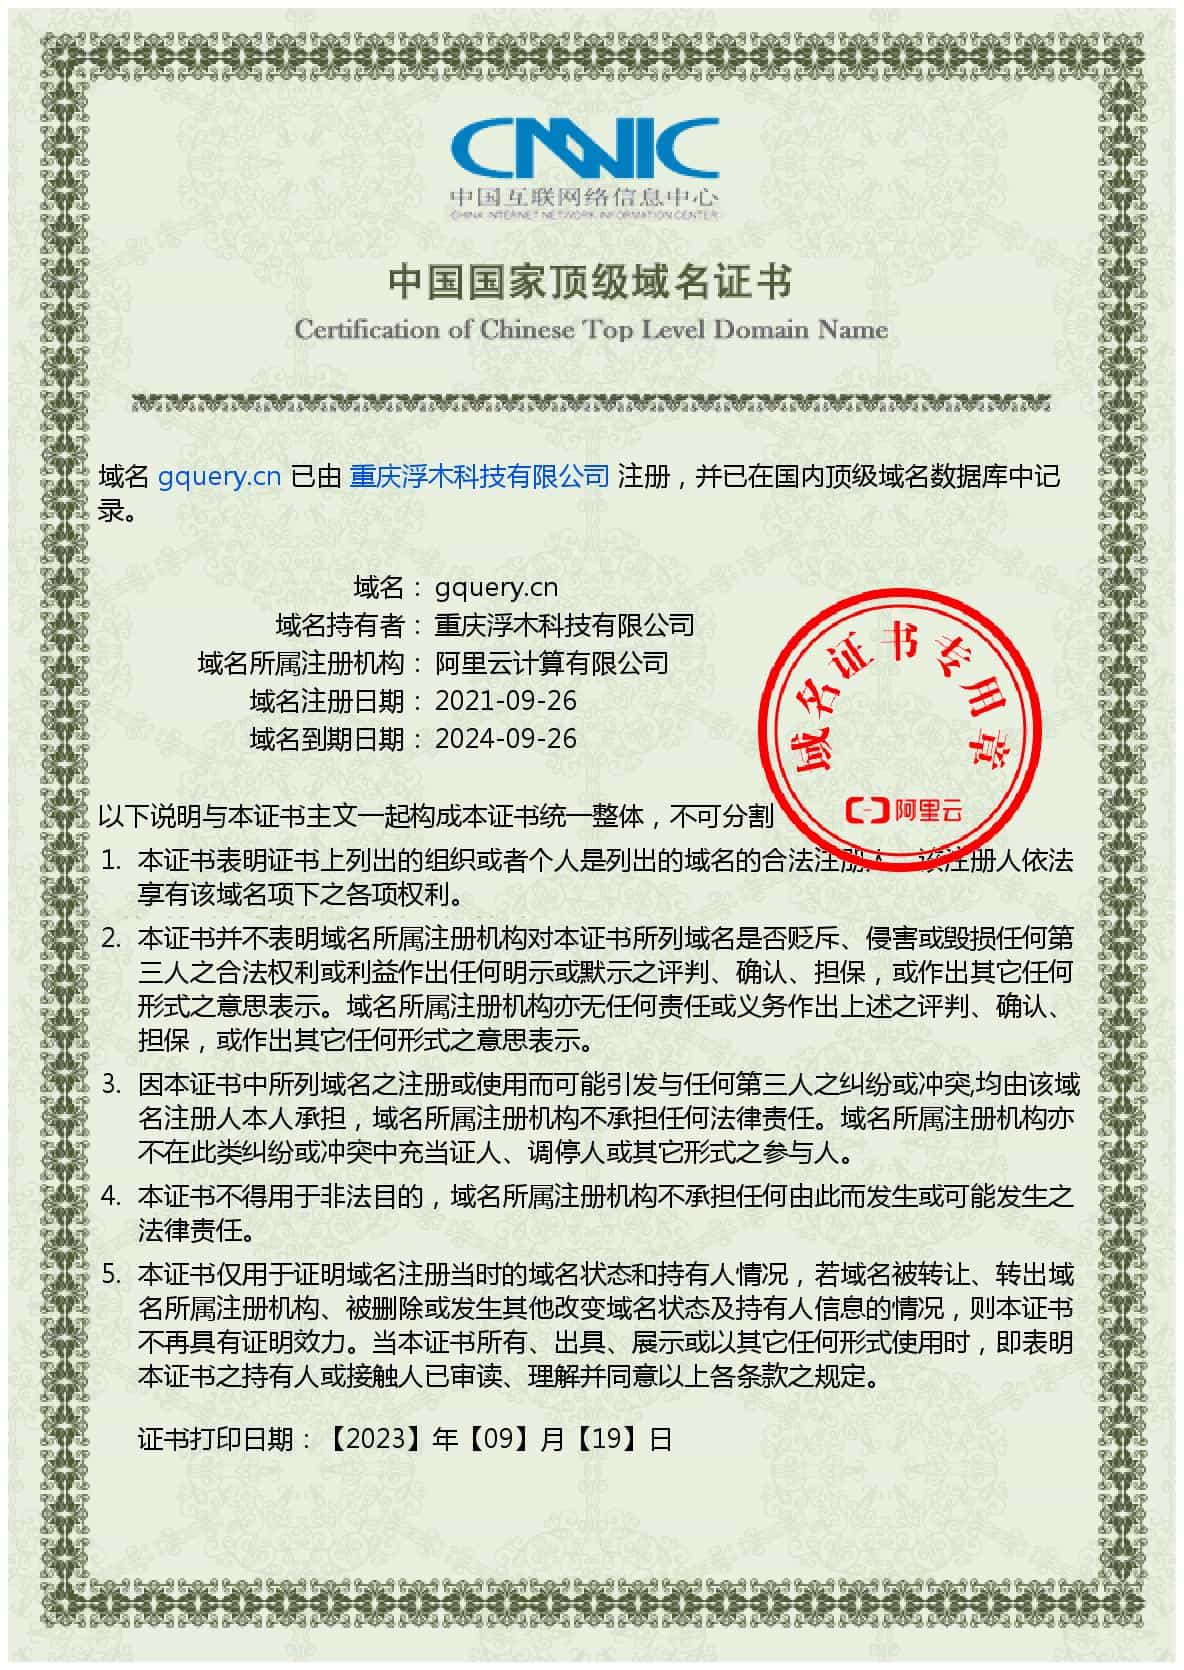 CNNIC
中国互联网络信息中心
CHINA INTERNET NETWORK INFORMATION CENTER
中国国家顶级域名证书
Certification of Chinese Top Level Domain Name
域名 gquery.cn 已由 重庆浮木科技有限公司 注册，并已在国内顶级域名数据库中记
录。
域名： gquery.cn
域名持有者： 重庆浮木科技有限公司
域名所属注册机构： 阿里云计算有限公司
域名注册日期： 2021-09-26
域名到期日期： 2024-09-26
域名证书专用章
阿里云
以下说明与本证书主文一起构成本证书统一整体，不可分割
1. 本证书表明证书上列出的组织或者个人是列出的域名的合法注册人。该注册人依法
享有该域名项下之各项权利。
2. 本证书并不表明域名所属注册机构对本证书所列域名是否贬斥、侵害或毁损任何第
三人之合法权利或利益作出任何明示或默示之评判、确认、担保，或作出其它任何
形式之意思表示。域名所属注册机构亦无任何责任或义务作出上述之评判、确认、
担保，或作出其它任何形式之意思表示。
3. 因本证书中所列域名之注册或使用而可能引发与任何第三人之纠纷或冲突,均由该域
名注册人本人承担，域名所属注册机构不承担任何法律责任。域名所属注册机构亦
不在此类纠纷或冲突中充当证人、调停人或其它形式之参与人。
4. 本证书不得用于非法目的，域名所属注册机构不承担任何由此而发生或可能发生之
法律责任。
5. 本证书仅用于证明域名注册当时的域名状态和持有人情况，若域名被转让、转出域
名所属注册机构、被删除或发生其他改变域名状态及持有人信息的情况，则本证书
不再具有证明效力。当本证书所有、出具、展示或以其它任何形式使用时，即表明
本证书之持有人或接触人已审读、理解并同意以上各条款之规定。
证书打印日期：【2023】年【09】月【19】日